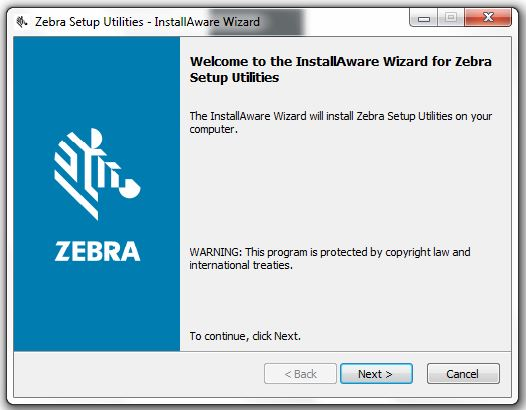 Zebra Setup Utilities - InstallAware Wizard
Welcome to the InstallAware Wizard for Zebra
Setup Utilities
The InstallAware Wizard will install Zebra Setup Utilities on your
computer.
ZEBRA
WARNING: This program is protected by copyright law and
international treaties.
To continue, click Next.
< Back
Next >
Cancel